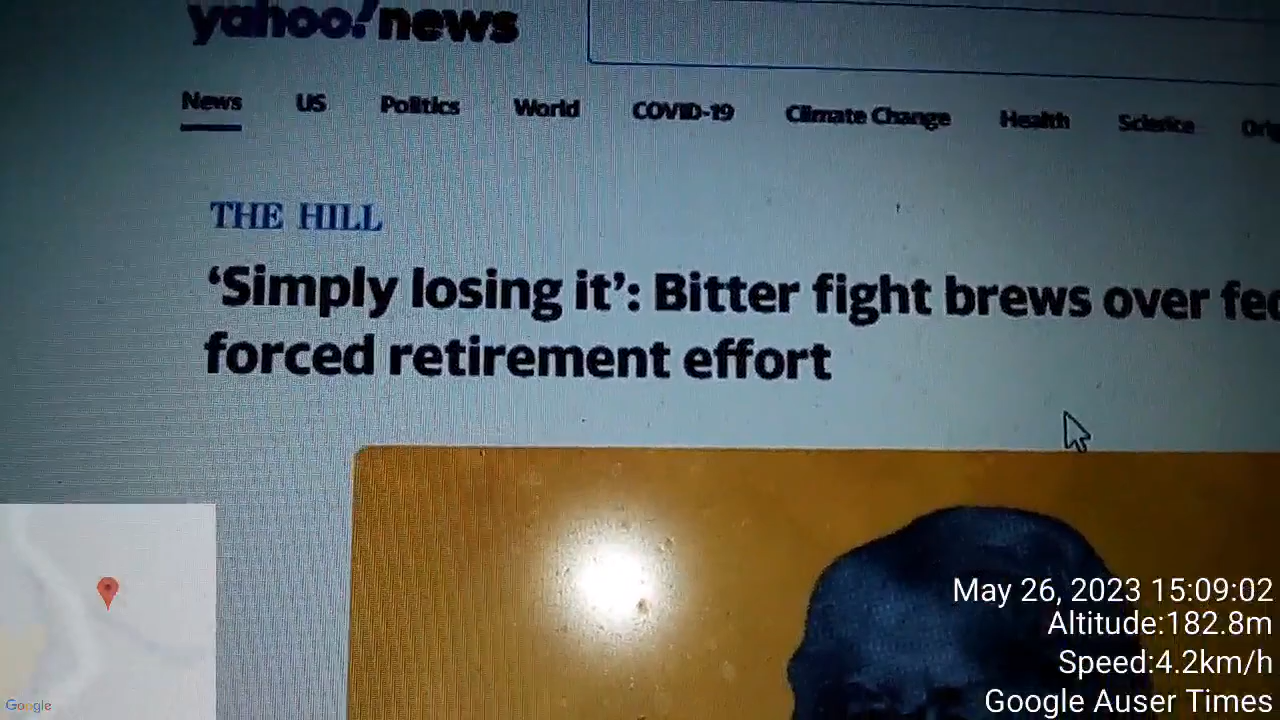 yahoo!news
News US Politics World COVID-19 Climate Change Health Science
THE HILL
‘Simply losing it’: Bitter fight brews over
forced retirement effort
May 26, 2023 15:09:02
Altitude:182.8m
Speed:4.2km/h
Google Auser Times
Google